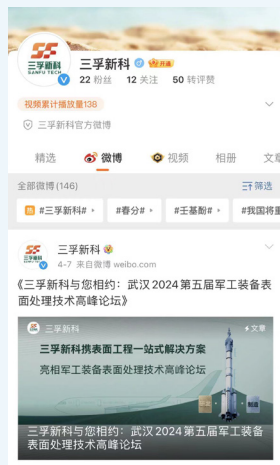 三孚新科
SANFU TECH
三孚新科
开通
22 粉丝 12 关注 50 转评赞
视频累计播放量138
三孚新科官方微博
精选 微博 视频 相册 文章
全部微博(146) 筛选
#三孚新科# #春分# #壬基酚# #我国将重
三孚新科
4-7 来自微博 weibo.com
《三孚新科与您相约：武汉2024第五届军工装备表
面处理技术高峰论坛》
三孚新科 文章
三孚新科携表面工程一站式解决方案
亮相军工装备表面处理技术高峰论坛
三孚新科与您相约：武汉2024第五届军工装备
表面处理技术高峰论坛